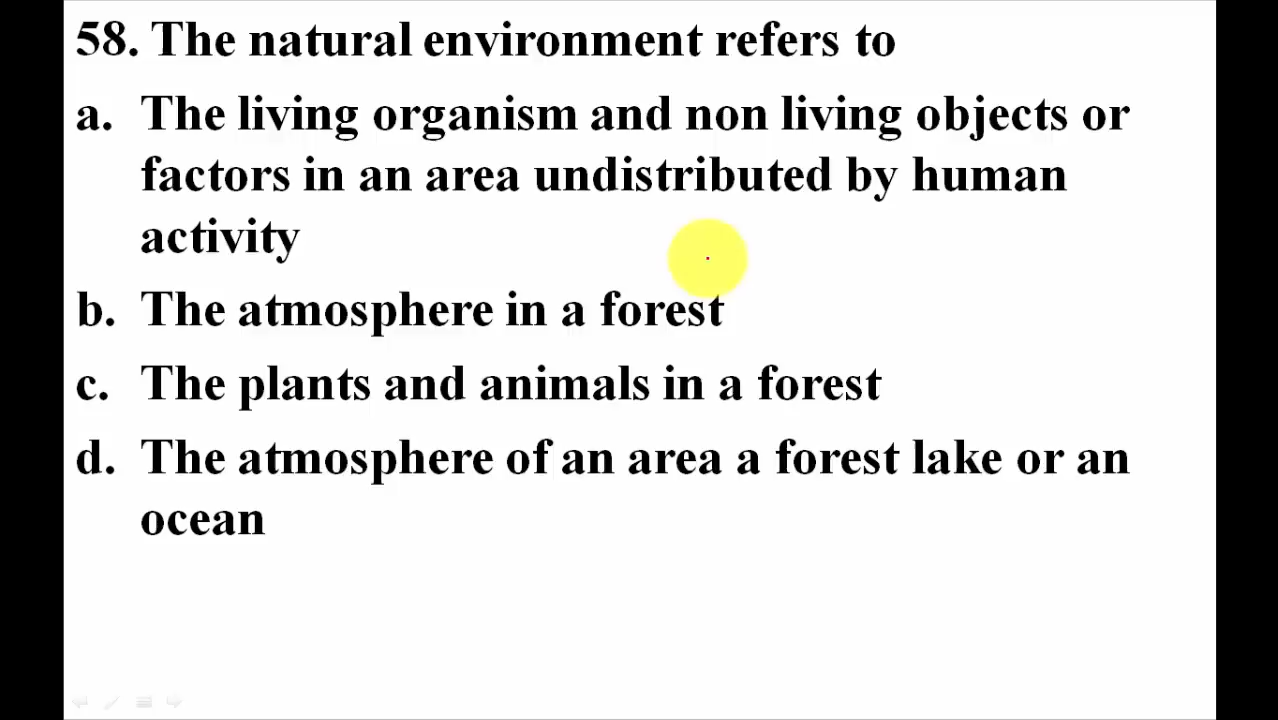 58. The natural environment refers to
a. The living organism and non living objects or
factors in an area undistributed by human
activity
b. The atmosphere in a forest
c. The plants and animals in a forest
d. The atmosphere of an area a forest lake or an
ocean